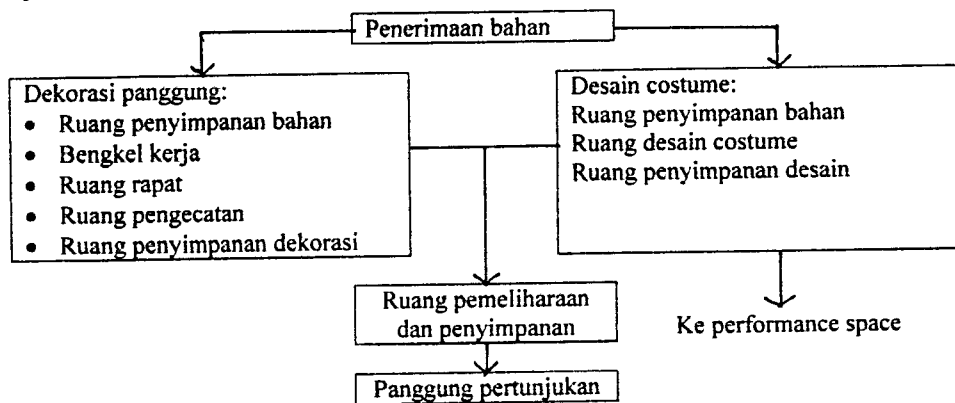 Penerimaan bahan
Dekorasi panggung:
• Ruang penyimpanan bahan
• Bengkel kerja
• Ruang rapat
• Ruang pengecatan
• Ruang penyimpanan dekorasi
Desain costume:
Ruang penyimpanan bahan
Ruang desain costume
Ruang penyimpanan desain
Ruang pemeliharaan
dan penyimpanan
Ke performance space
Panggung pertunjukan